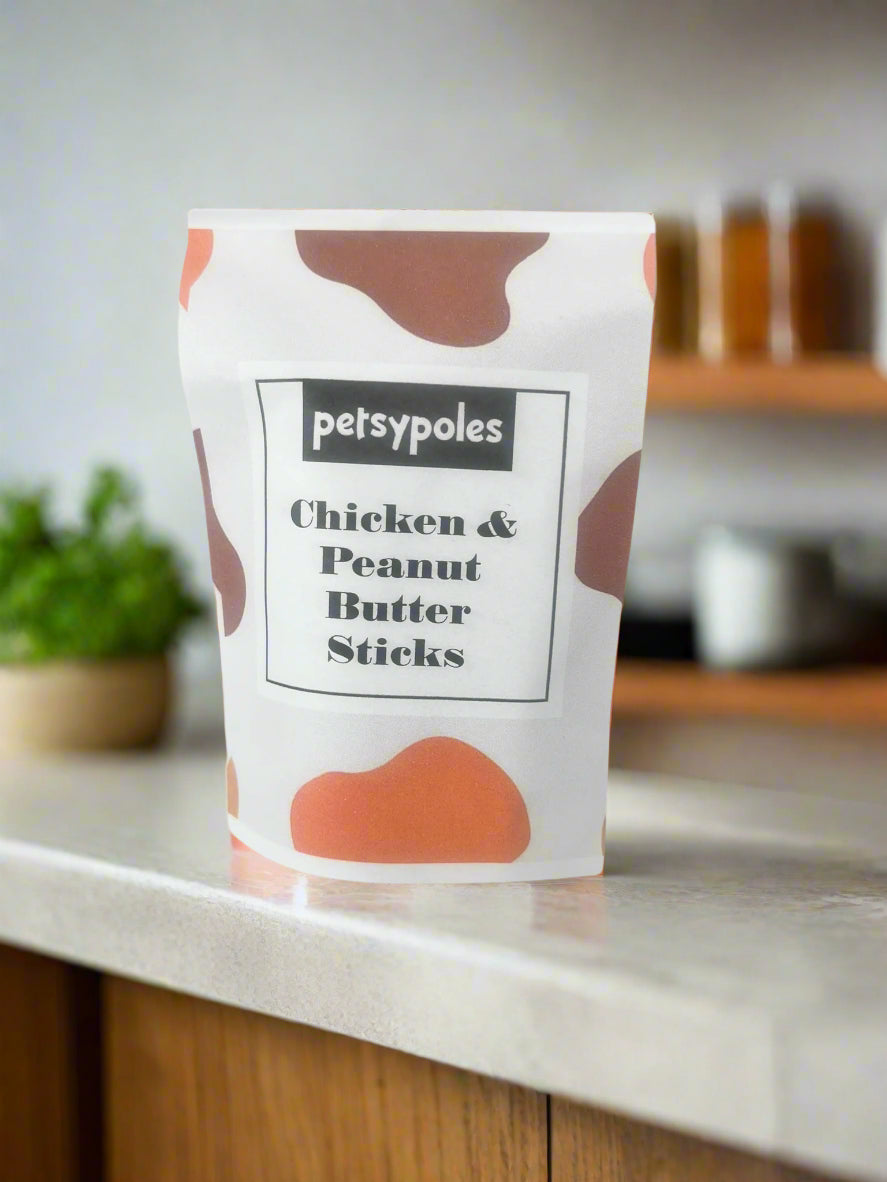 petsypoles
Chicken &
Peanut
Butter
Sticks